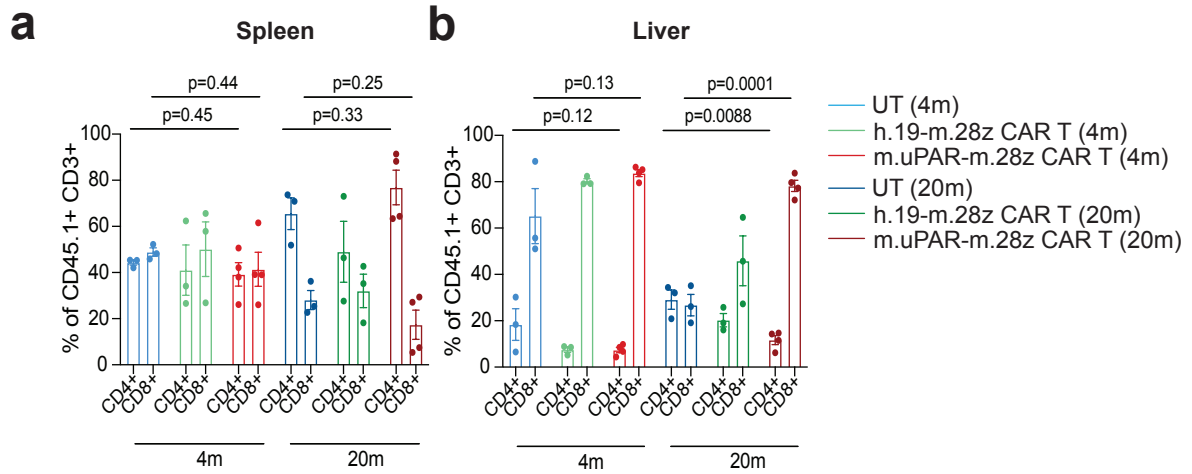 a
Spleen
p=0.44
p=0.25
p=0.45
p=0.33
% of CD45.1+ CD3+
100
80
60
40
20
0
CD4+
CD8+
CD4+
CD8+
CD4+
CD8+
CD4+
CD8+
CD4+
CD8+
CD4+
CD8+
4m
20m
b
Liver
p=0.13
p=0.0001
p=0.12
p=0.0088
% of CD45.1+ CD3+
100
80
60
40
20
0
CD4+
CD8+
CD4+
CD8+
CD4+
CD8+
CD4+
CD8+
CD4+
CD8+
CD4+
CD8+
4m
20m
UT (4m)
h.19-m.28z CAR T (4m)
m.uPAR-m.28z CAR T (4m)
UT (20m)
h.19-m.28z CAR T (20m)
m.uPAR-m.28z CAR T (20m)